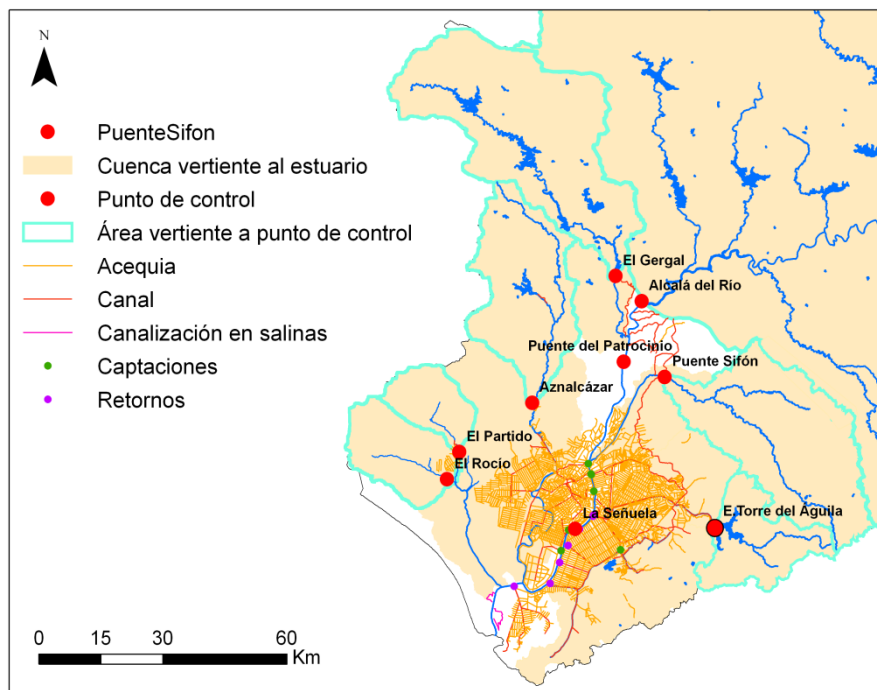 N
PuenteSifon
Cuenca vertiente al estuario
Punto de control
Área vertiente a punto de control
Acequia
Canal
Canalización en salinas
Captaciones
Retornos
El Gergal
Alcalá del Río
Puente del Patrocinio
Puente Sifón
Aznalcázar
El Partido
El Rocío
La Señuela
E.Torre del Águila
0 15 30 60
Km